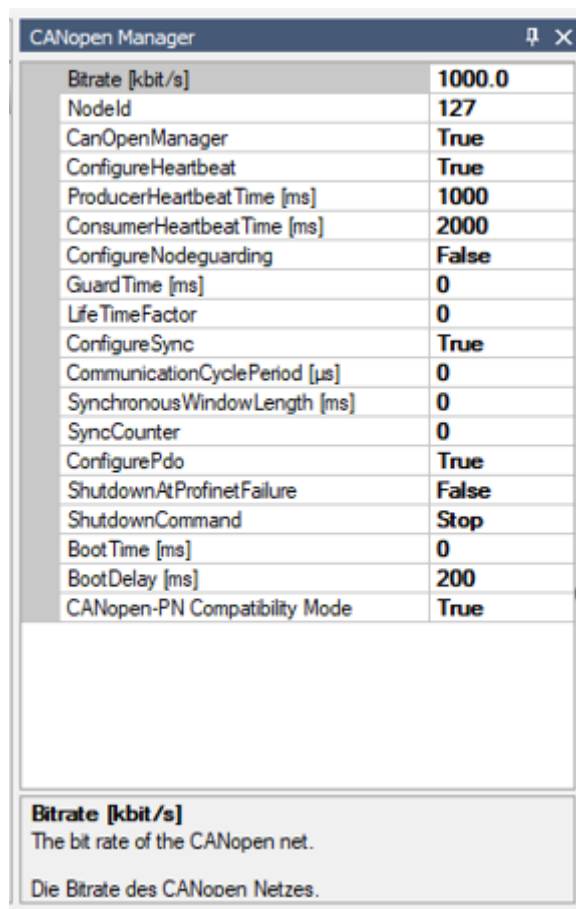 CANopen Manager
Bitrate [kbit/s] 1000.0
NodeId 127
CanOpenManager True
ConfigureHeartbeat True
ProducerHeartbeatTime [ms] 1000
ConsumerHeartbeatTime [ms] 2000
ConfigureNodeguarding False
GuardTime [ms] 0
LifeTimeFactor 0
ConfigureSync True
CommunicationCyclePeriod [µs] 0
SynchronousWindowLength [ms] 0
SyncCounter 0
ConfigurePdo True
ShutdownAtProfinetFailure False
ShutdownCommand Stop
BootTime [ms] 0
BootDelay [ms] 200
CANopen-PN Compatibility Mode True
Bitrate [kbit/s]
The bit rate of the CANopen net.
Die Bitrate des CANopen Netzes.